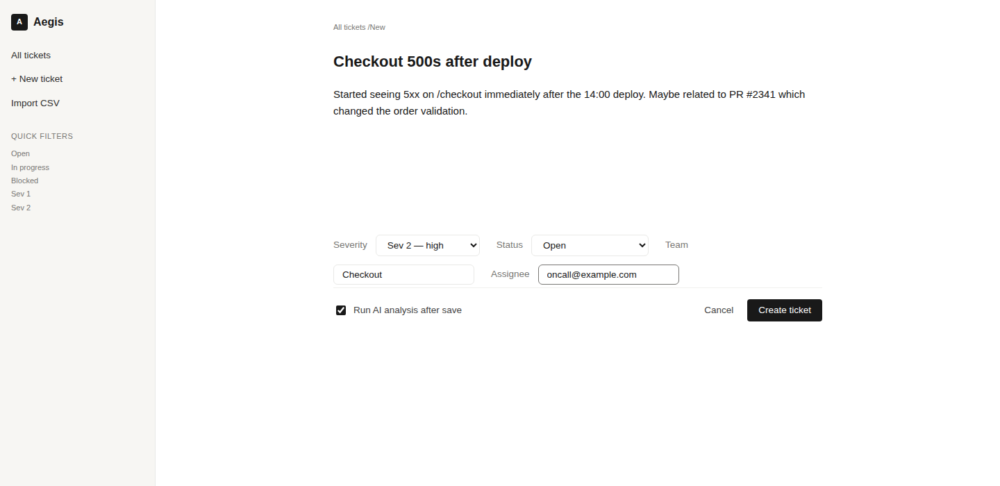 A Aegis
All tickets
+ New ticket
Import CSV
QUICK FILTERS
Open
In progress
Blocked
Sev 1
Sev 2
All tickets /New
Checkout 500s after deploy
Started seeing 5xx on /checkout immediately after the 14:00 deploy. Maybe related to PR #2341 which
changed the order validation.
Severity Sev 2 — high Status Open Team
Checkout Assignee oncall@example.com
Run AI analysis after save Cancel Create ticket